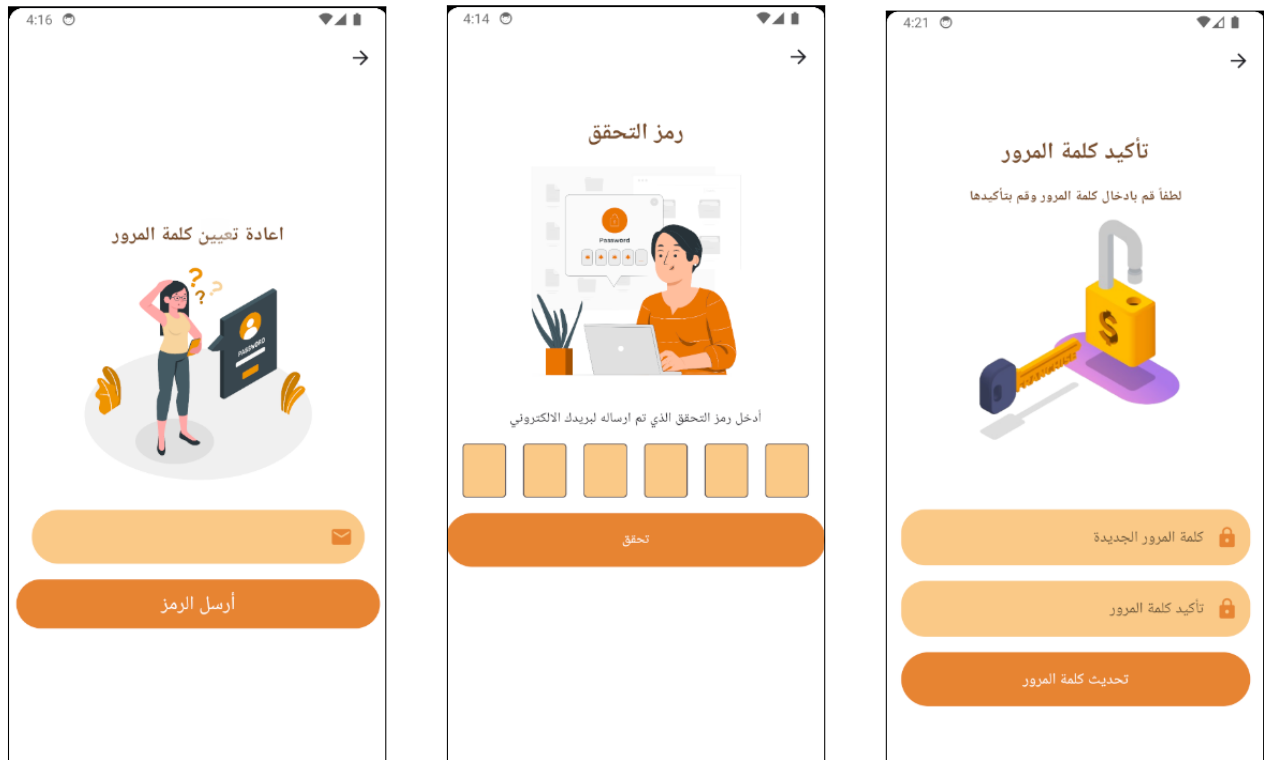 4:16
اعادة تعيين كلمة المرور
PASSWORD
أرسل الرمز
4:14
رمز التحقق
Password
أدخل رمز التحقق الذي تم ارساله لبريدك الالكتروني
تحقق
4:21
تأكيد كلمة المرور
لطفاً قم بادخال كلمة المرور وقم بتأكيدها
$
كلمة المرور الجديدة
تأكيد كلمة المرور
تحديث كلمة المرور